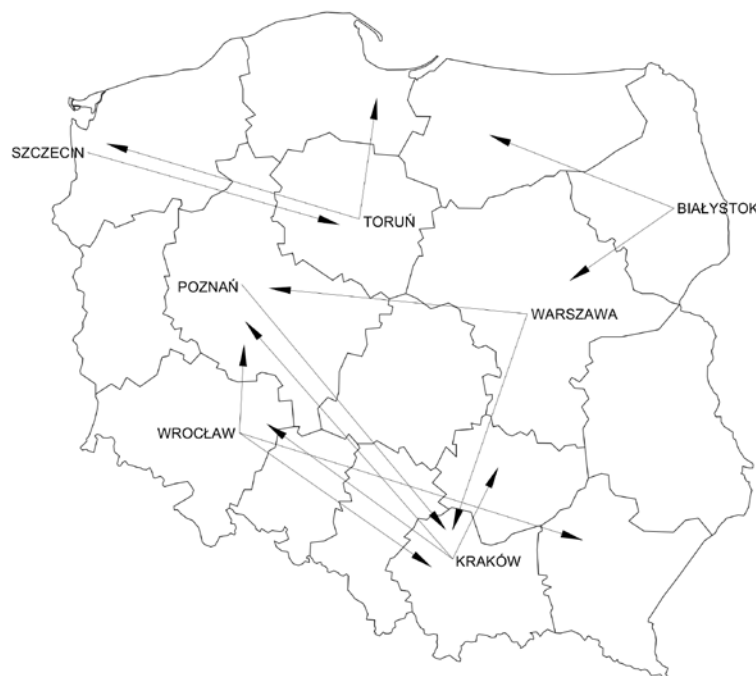 SZCZECIN
TORUŃ
BIAŁYSTOK
POZNAŃ
WARSZAWA
WROCŁAW
KRAKÓW